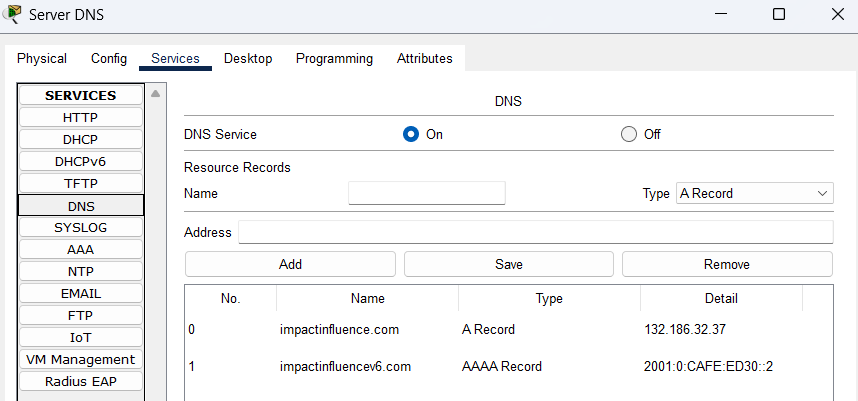 Server DNS
Physical Config Services Desktop Programming Attributes
SERVICES
HTTP
DHCP
DHCPv6
TFTP
DNS
SYSLOG
AAA
NTP
EMAIL
FTP
IoT
VM Management
Radius EAP
DNS
DNS Service On Off
Resource Records
Name Type A Record
Address
Add Save Remove
No. Name Type Detail
0 impactinfluence.com A Record 132.186.32.37
1 impactinfluencev6.com AAAA Record 2001:0:CAFE:ED30::2